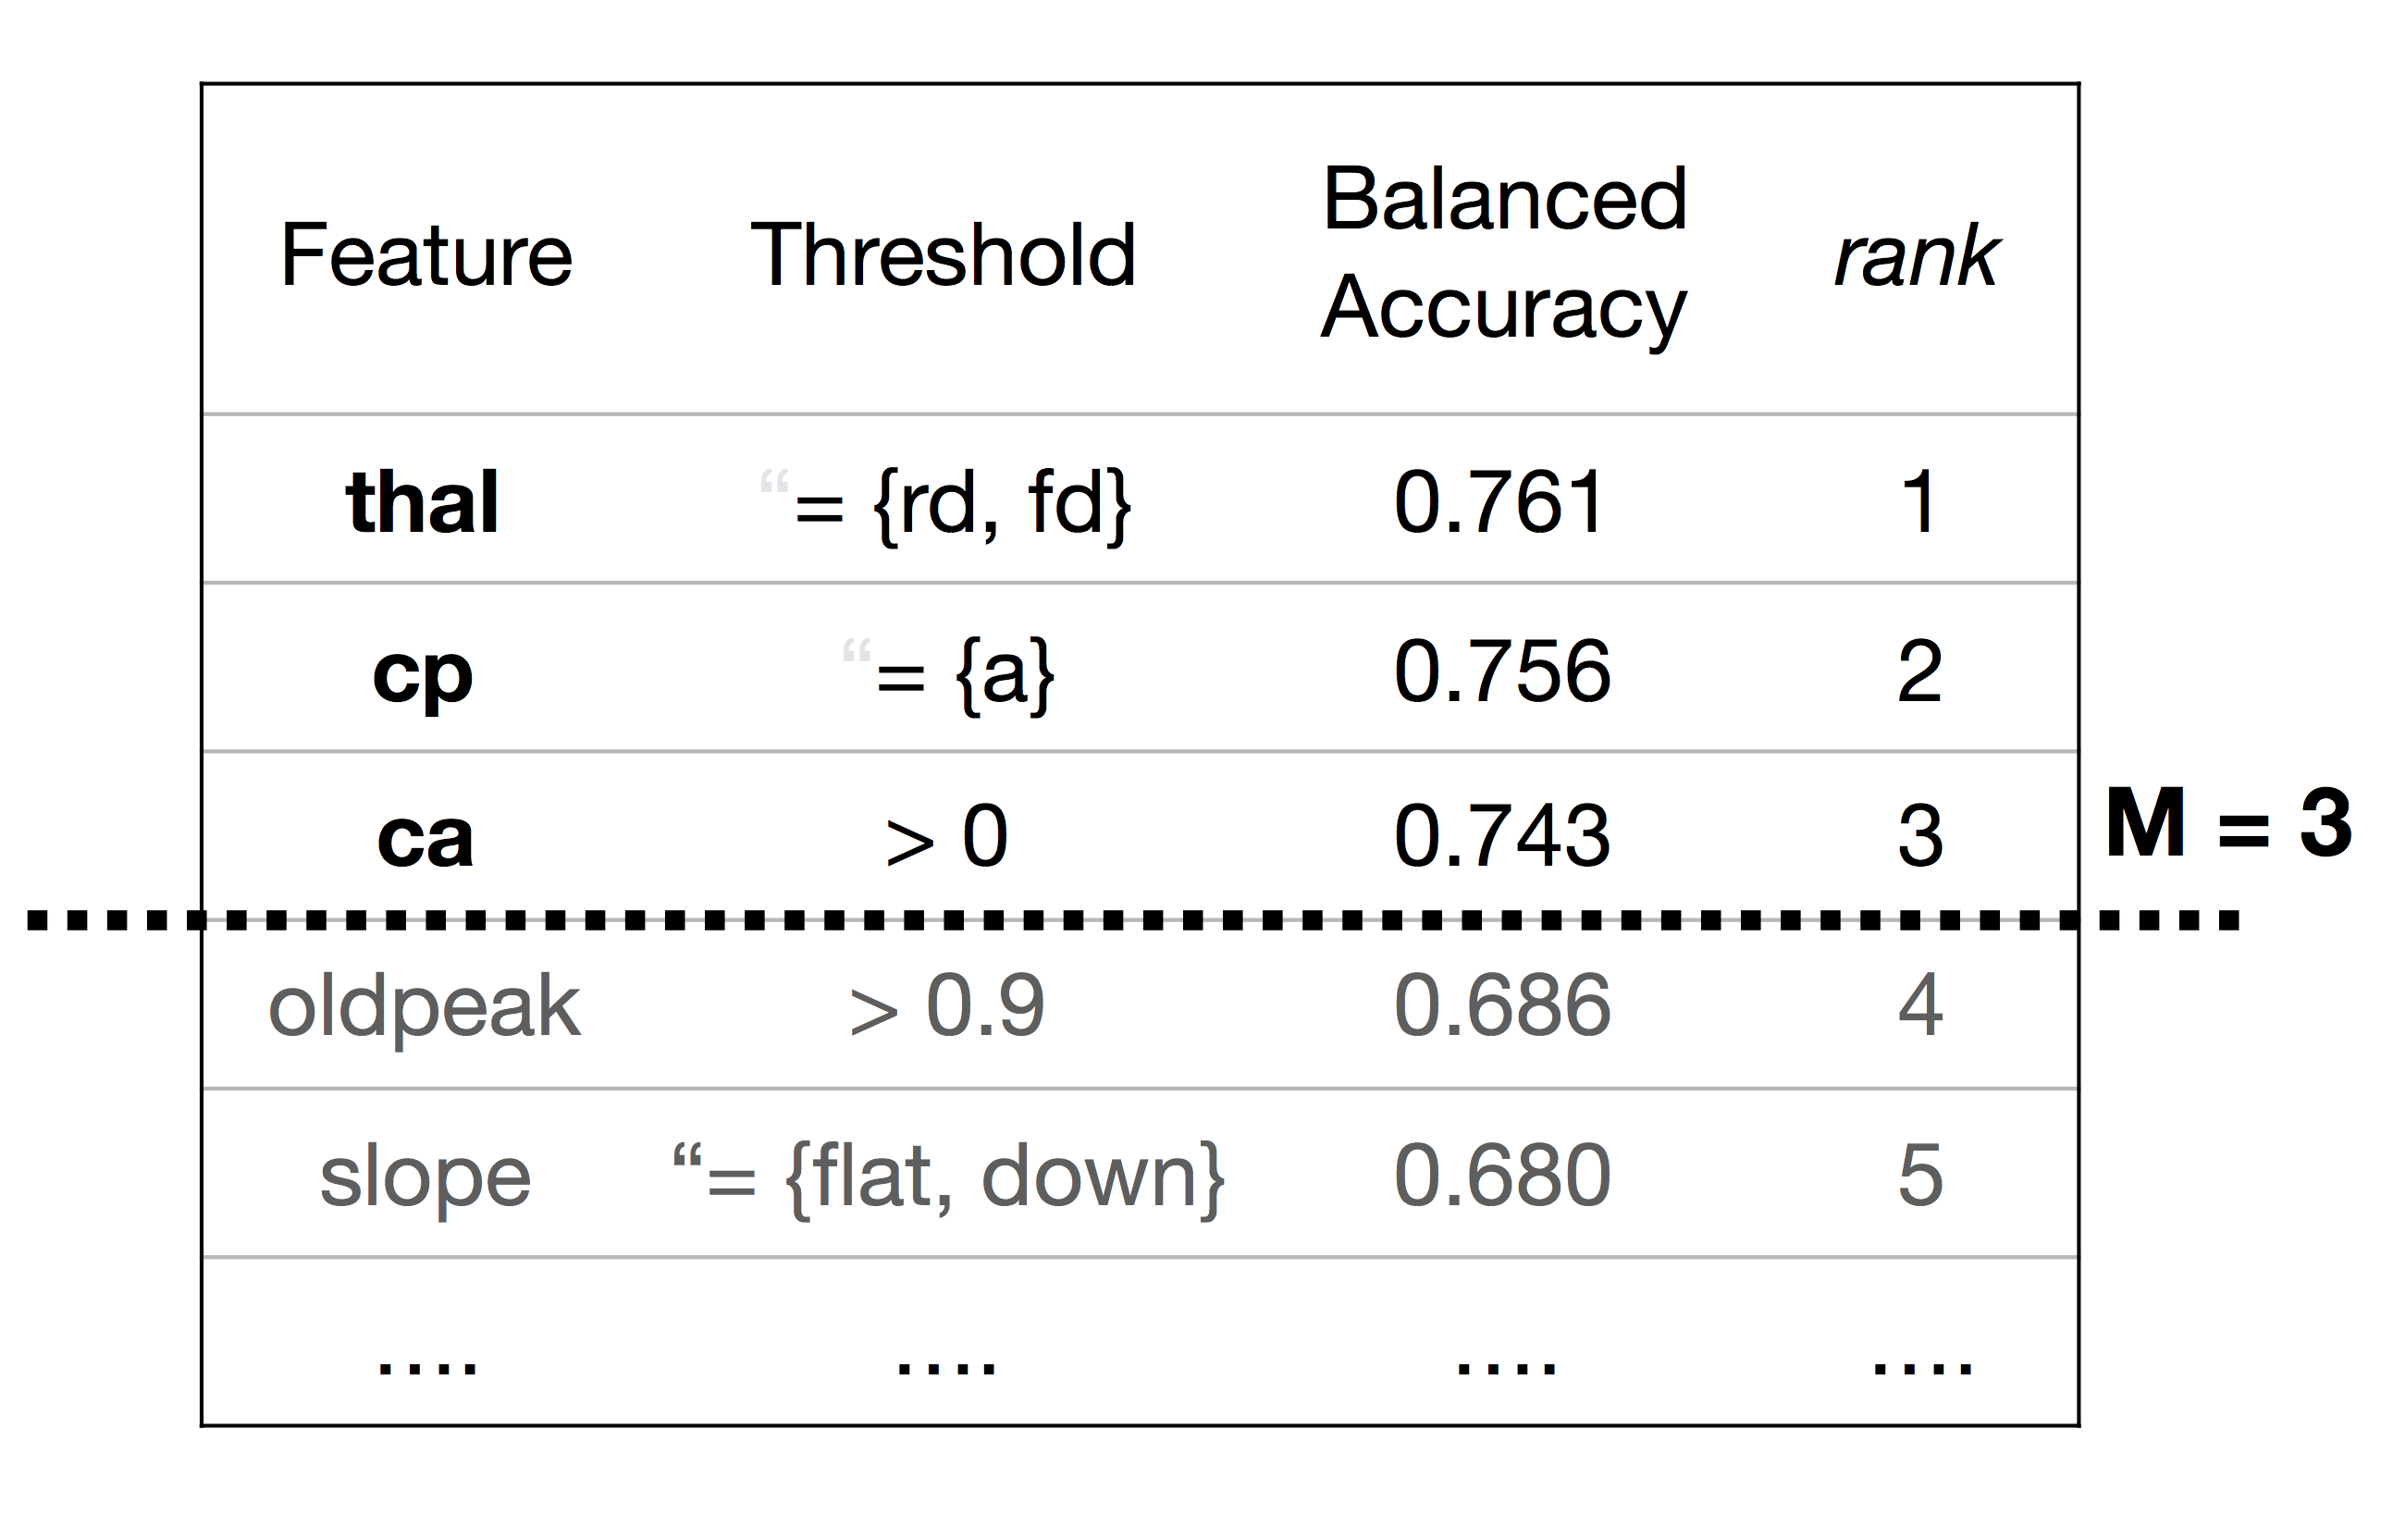 Feature Threshold Balanced Accuracy rank
thal “= {rd, fd} 0.761 1
cp “= {a} 0.756 2
ca > 0 0.743 3 M = 3
oldpeak > 0.9 0.686 4
slope “= {flat, down} 0.680 5
.... .... .... ....